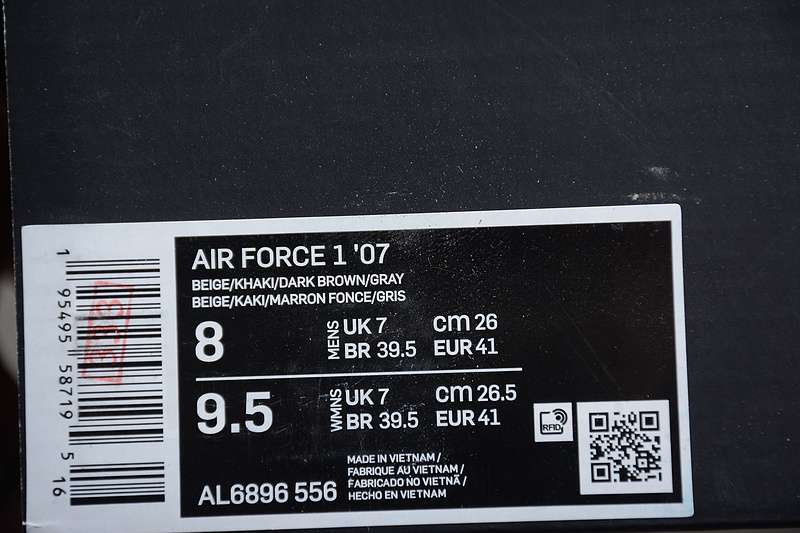 AIR FORCE 1 '07
BEIGE/KHAKI/DARK BROWN/GRAY
BEIGE/KAKI/MARRON FONCE/GRIS
8
MENS
UK 7
cm 26
BR 39.5
EUR 41
9.5
WMNS
UK 7
cm 26.5
BR 39.5
EUR 41
RFID
MADE IN VIETNAM /
FABRIQUE AU VIETNAM /
FABRICADO NO VIETNÃ /
HECHO EN VIETNAM
AL6896 556
1 95495 58719 5 16